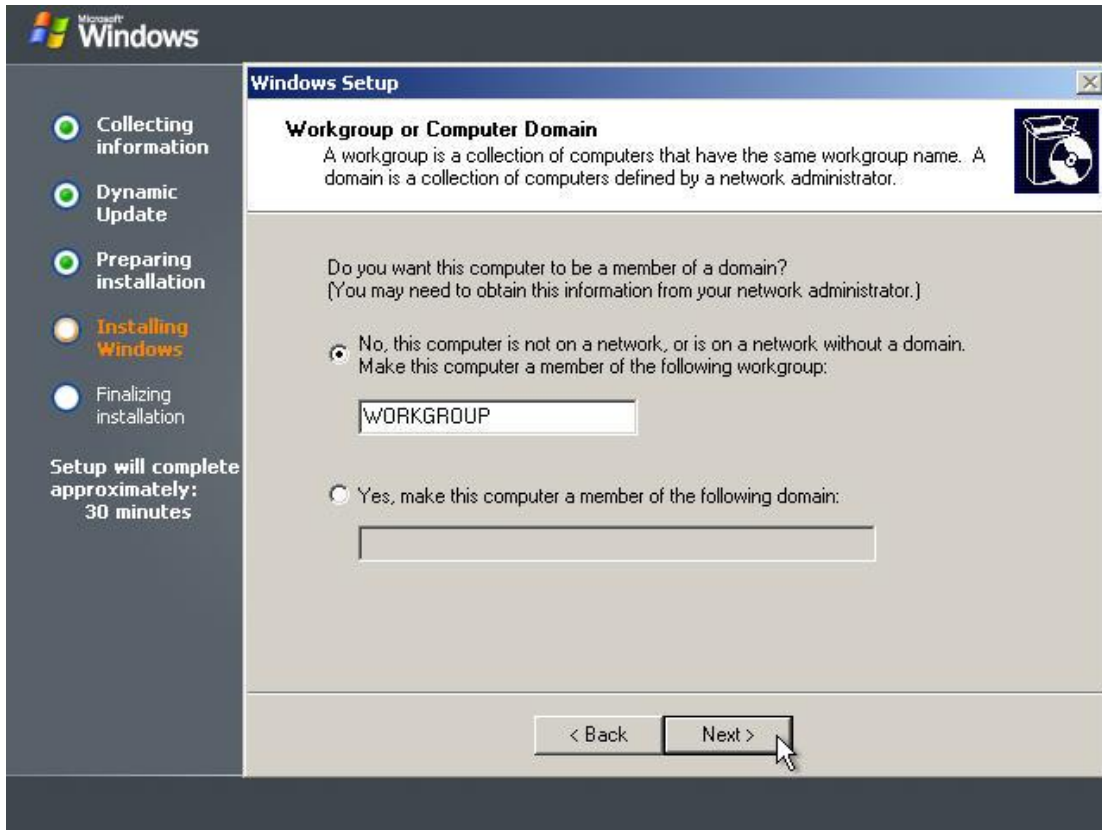 Microsoft
Windows
Collecting
information
Dynamic
Update
Preparing
installation
Installing
Windows
Finalizing
installation
Setup will complete
approximately:
30 minutes
Windows Setup
Workgroup or Computer Domain
A workgroup is a collection of computers that have the same workgroup name. A
domain is a collection of computers defined by a network administrator.
Do you want this computer to be a member of a domain?
(You may need to obtain this information from your network administrator.)
No, this computer is not on a network, or is on a network without a domain.
Make this computer a member of the following workgroup:
WORKGROUP
Yes, make this computer a member of the following domain:
< Back
Next >